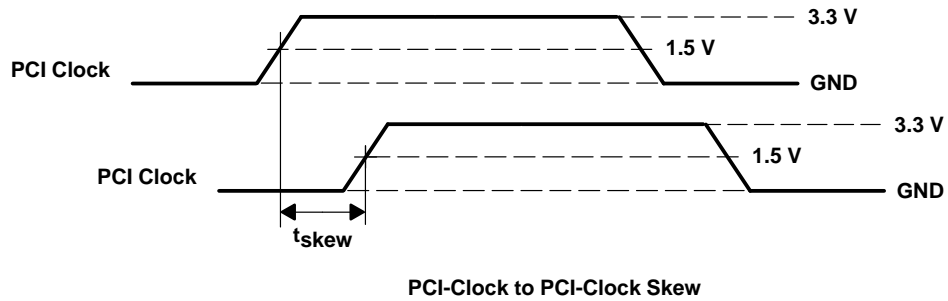 3.3 V
1.5 V
PCI Clock
GND
3.3 V
1.5 V
PCI Clock
GND
tskew
PCI-Clock to PCI-Clock Skew